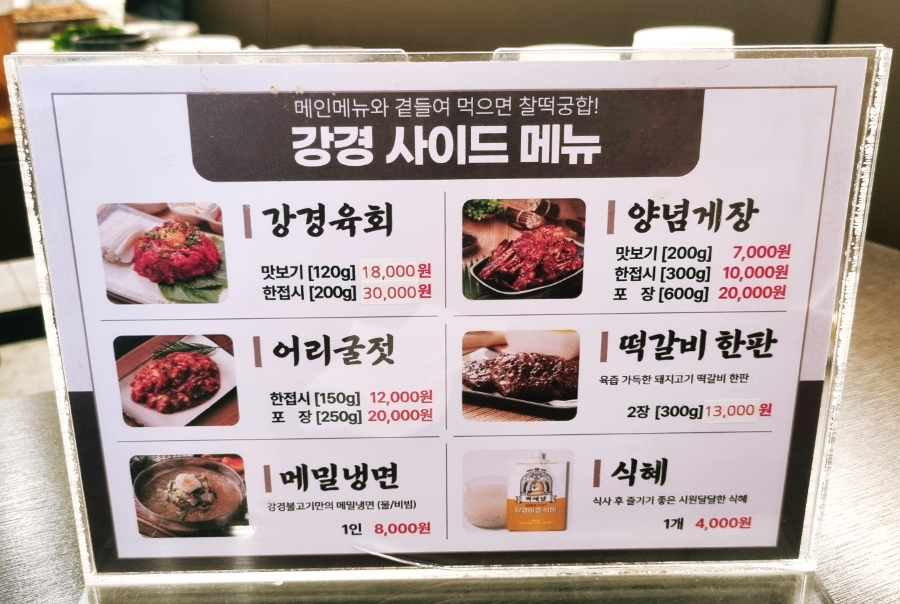 메인메뉴와 곁들여 먹으면 찰떡궁합!
강경 사이드 메뉴
강경육회
맛보기 [120g] 18,000원
한접시 [200g] 30,000원
양념게장
맛보기 [200g] 7,000원
한접시 [300g] 10,000원
포 장 [600g] 20,000원
어리굴젓
한접시 [150g] 12,000원
포 장 [250g] 20,000원
떡갈비 한판
육즙 가득한 돼지고기 떡갈비 한판
2장 [300g] 13,000 원
메밀냉면
강경불고기만의 메밀냉면 (물/비빔)
1인 8,000원
식혜
식사 후 즐기기 좋은 시원달달한 식혜
1개 4,000원